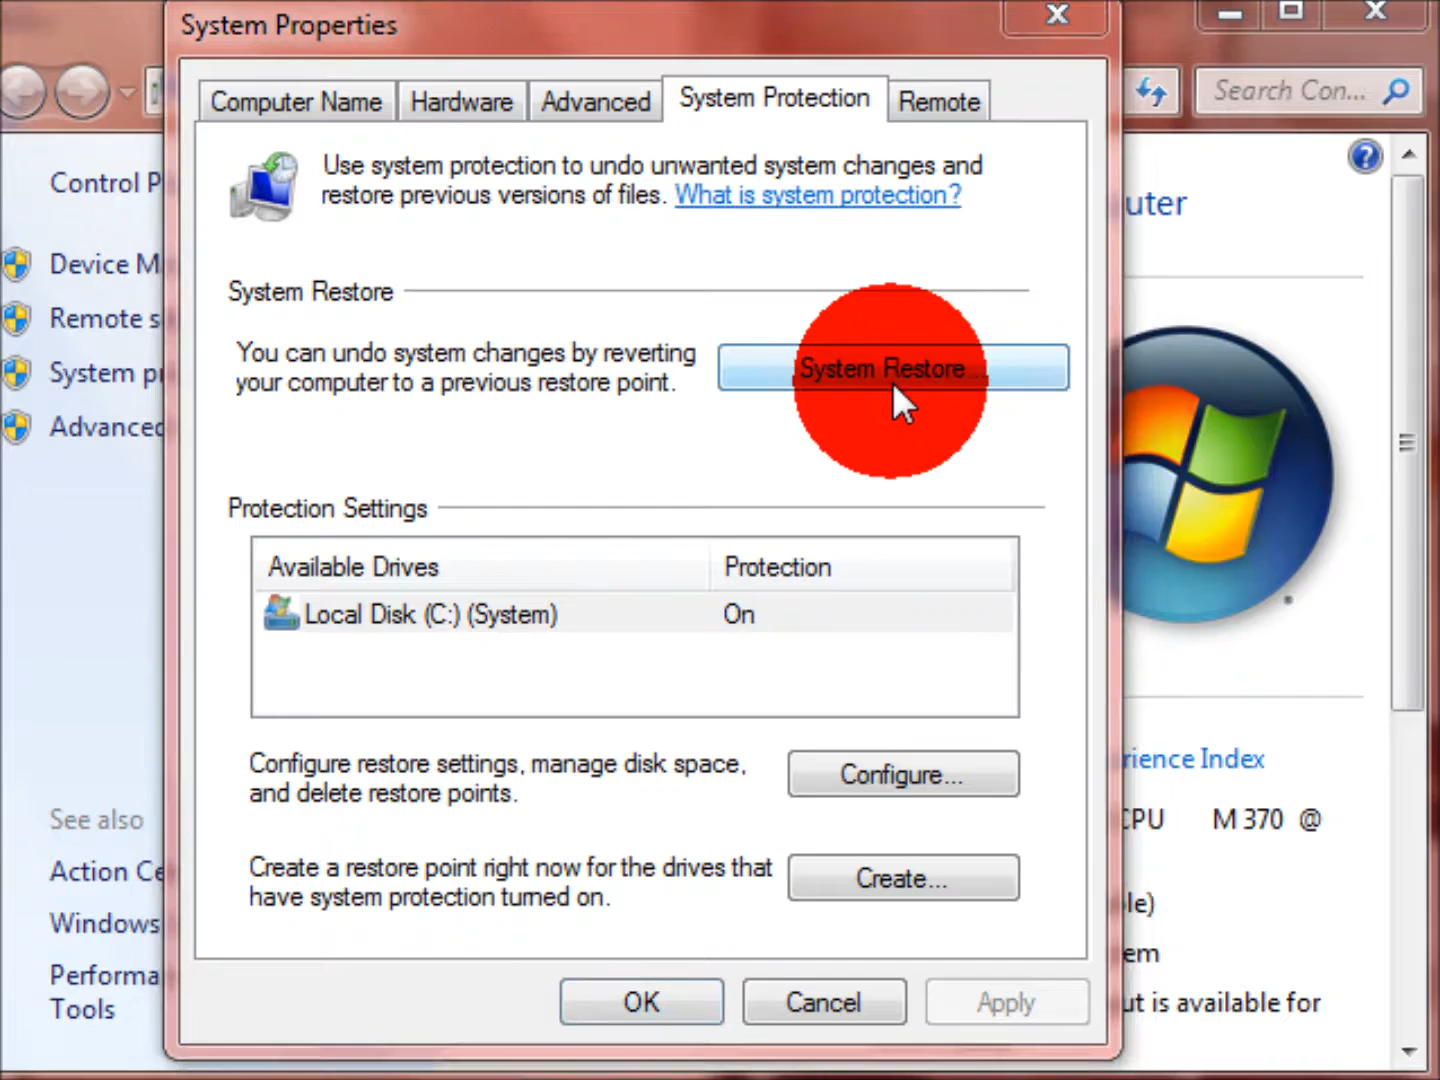 System Properties
Search Con...
Computer Name
Hardware
Advanced
System Protection
Remote
Use system protection to undo unwanted system changes and
restore previous versions of files. What is system protection?
Control P
Device M
Remote s
System p
Advanced
uter
System Restore
You can undo system changes by reverting
your computer to a previous restore point.
System Restore...
Protection Settings
Available Drives
Protection
Local Disk (C:) (System)
On
Configure restore settings, manage disk space,
and delete restore points.
Configure...
Create a restore point right now for the drives that
have system protection turned on.
Create...
OK
Cancel
Apply
See also
Action Ce
Windows
Performa
Tools
rience Index
CPU M 370 @
le)
em
ut is available for